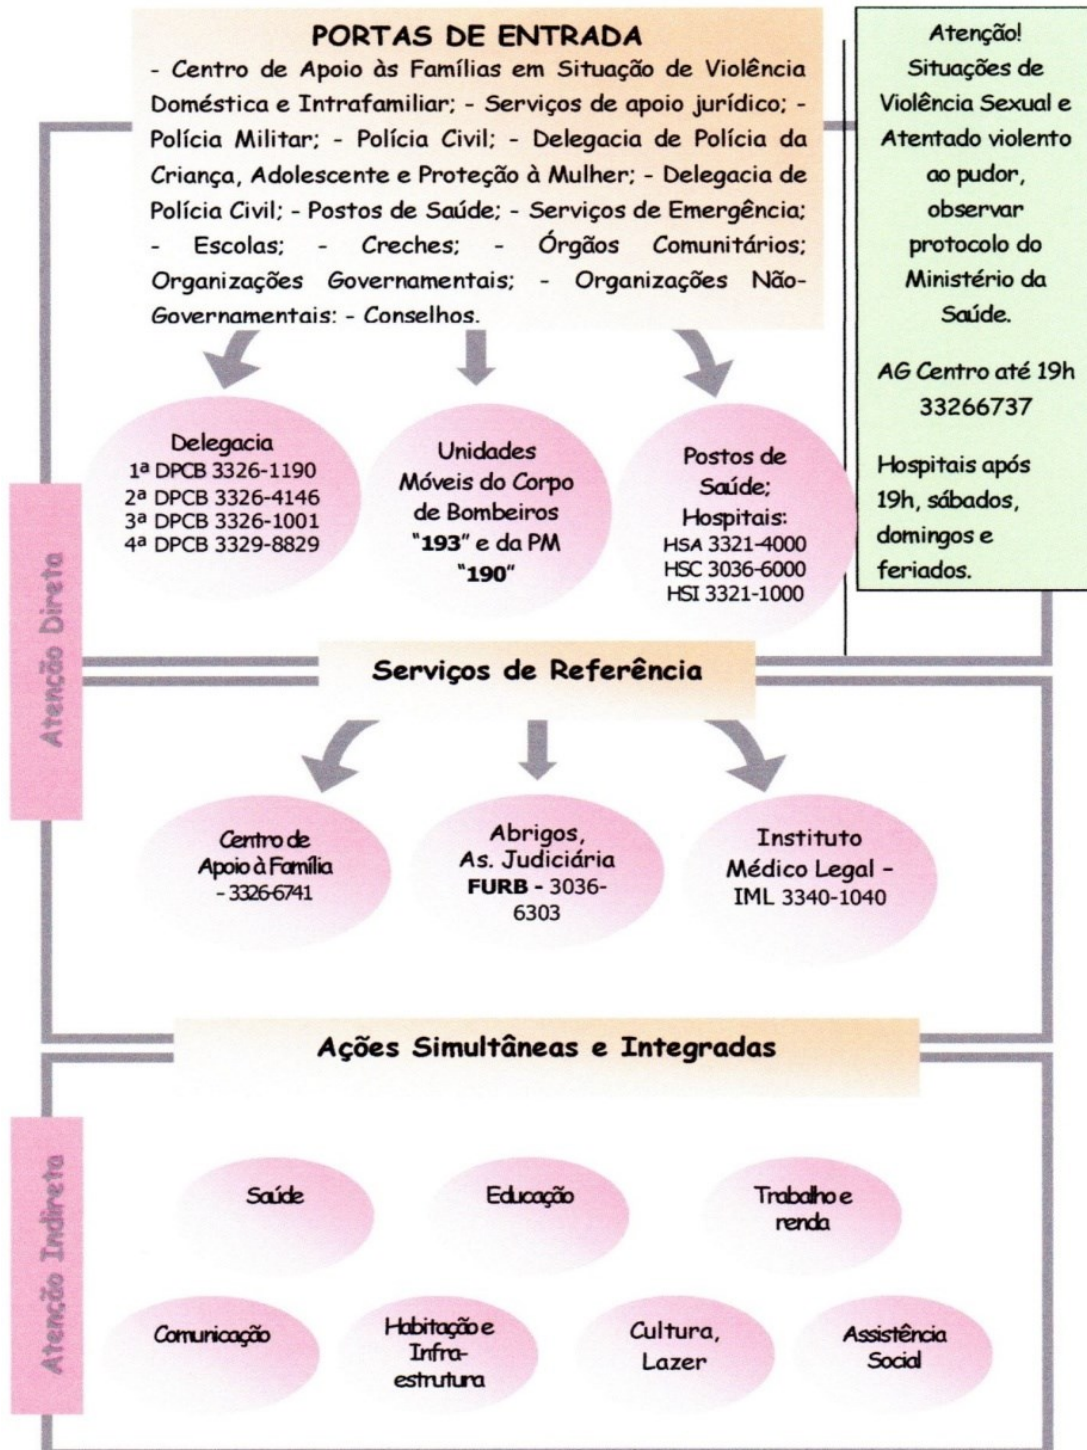 PORTAS DE ENTRADA
- Centro de Apoio às Famílias em Situação de Violência
Doméstica e Intrafamiliar; - Serviços de apoio jurídico; -
Polícia Militar; - Polícia Civil; - Delegacia de Polícia da
Criança, Adolescente e Proteção à Mulher; - Delegacia de
Polícia Civil; - Postos de Saúde; - Serviços de Emergência;
- Escolas; - Creches; - Órgãos Comunitários;
Organizações Governamentais; - Organizações Não-
Governamentais: - Conselhos.
Atenção!
Situações de
Violência Sexual e
Atentado violento
ao pudor,
observar
protocolo do
Ministério da
Saúde.
AG Centro até 19h
33266737
Hospitais após
19h, sábados,
domingos e
feriados.
Atenção Direta
Delegacia
1ª DPCB 3326-1190
2ª DPCB 3326-4146
3ª DPCB 3326-1001
4ª DPCB 3329-8829
Unidades
Móveis do Corpo
de Bombeiros
"193" e da PM
"190"
Postos de
Saúde;
Hospitais:
HSA 3321-4000
HSC 3036-6000
HSI 3321-1000
Serviços de Referência
Centro de
Apoio à Família
- 3326-6741
Abrigos,
As. Judiciária
FURB - 3036-
6303
Instituto
Médico Legal –
IML 3340-1040
Ações Simultâneas e Integradas
Atenção Indireta
Saúde
Educação
Trabalho e
renda
Comunicação
Habitação e
Infra-
estrutura
Cultura,
Lazer
Assistência
Social